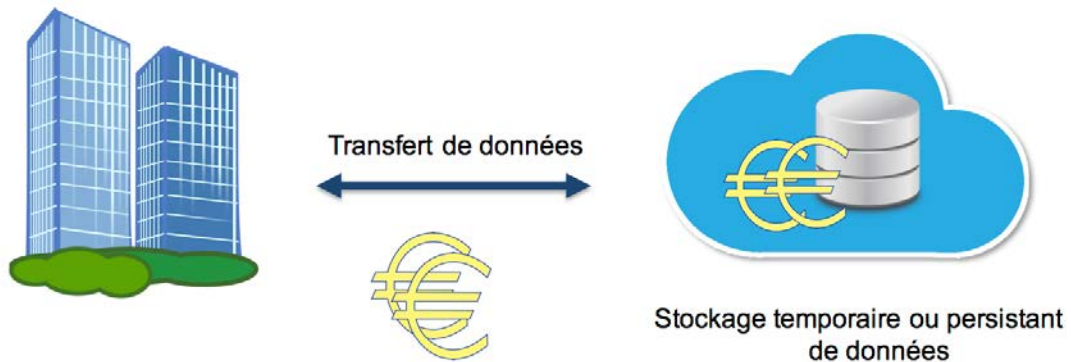 Transfert de données
Stockage temporaire ou persistant
de données